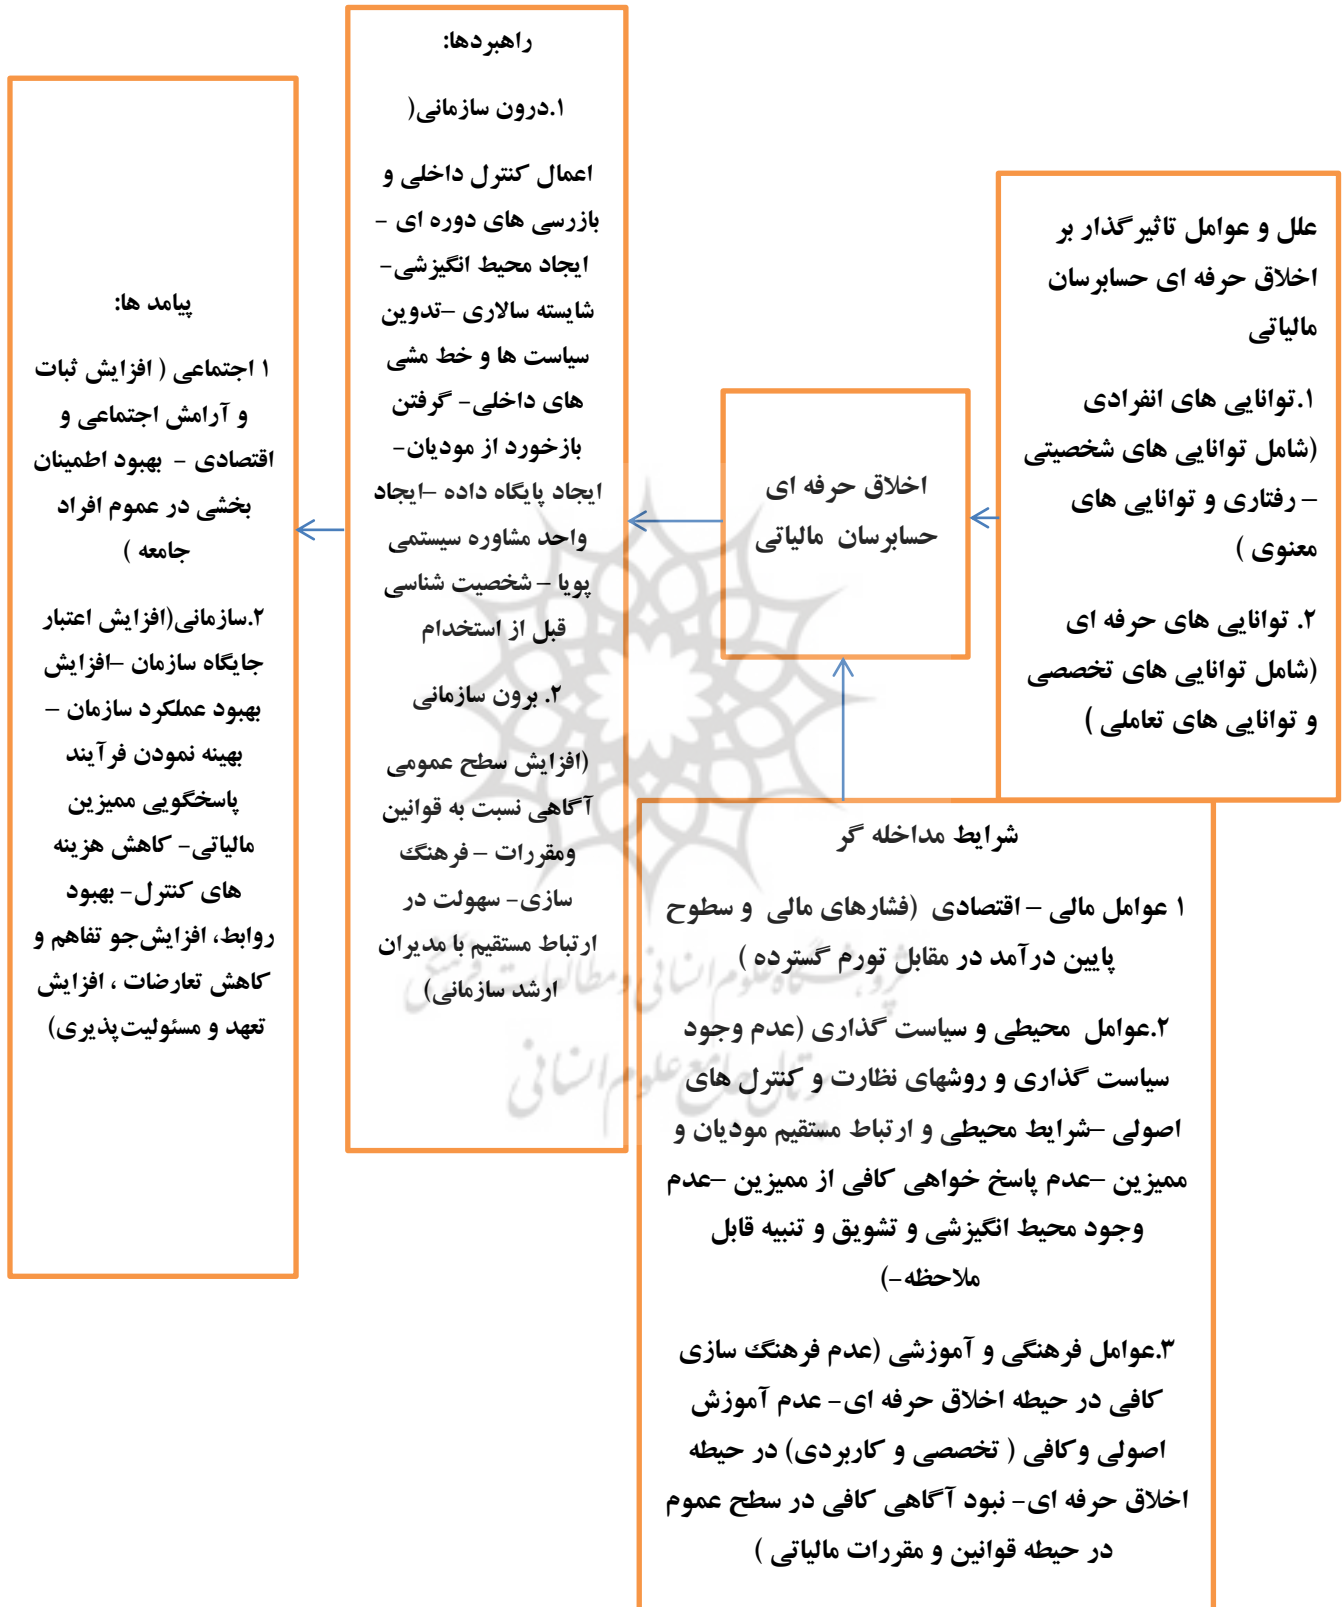 علل و عوامل تاثیرگذار بر
اخلاق حرفه ای حسابرسان
مالیاتی
۱.توانایی های انفرادی
(شامل توانایی های شخصیتی
– رفتاری و توانایی های
معنوی )
۲. توانایی های حرفه ای
(شامل توانایی های تخصصی
و توانایی های تعاملی )
اخلاق حرفه ای
حسابرسان مالیاتی
شرایط مداخله گر
۱ عوامل مالی – اقتصادی (فشارهای مالی و سطوح
پایین درآمد در مقابل تورم گسترده )
۲.عوامل محیطی و سیاست گذاری (عدم وجود
سیاست گذاری و روشهای نظارت و کنترل های
اصولی –شرایط محیطی و ارتباط مستقیم مودیان و
ممیزین –عدم پاسخ خواهی کافی از ممیزین –عدم
وجود محیط انگیزشی و تشویق و تنبیه قابل
ملاحظه-)
۳.عوامل فرهنگی و آموزشی (عدم فرهنگ سازی
کافی در حیطه اخلاق حرفه ای- عدم آموزش
اصولی وکافی ( تخصصی و کاربردی) در حیطه
اخلاق حرفه ای- نبود آگاهی کافی در سطح عموم
در حیطه قوانین و مقررات مالیاتی )
راهبردها:
۱.درون سازمانی(
اعمال کنترل داخلی و
بازرسی های دوره ای -
ایجاد محیط انگیزشی-
شایسته سالاری –تدوین
سیاست ها و خط مشی
های داخلی- گرفتن
بازخورد از مودیان-
ایجاد پایگاه داده –ایجاد
واحد مشاوره سیستمی
پویا – شخصیت شناسی
قبل از استخدام
۲. برون سازمانی
(افزایش سطح عمومی
آگاهی نسبت به قوانین
ومقررات – فرهنگ
سازی- سهولت در
ارتباط مستقیم با مدیران
ارشد سازمانی)
پیامد ها:
۱ اجتماعی ( افزایش ثبات
و آرامش اجتماعی و
اقتصادی - بهبود اطمینان
بخشی در عموم افراد
جامعه )
۲.سازمانی(افزایش اعتبار
جایگاه سازمان –افزایش
بهبود عملکرد سازمان –
بهینه نمودن فرآیند
پاسخگویی ممیزین
مالیاتی- کاهش هزینه
های کنترل- بهبود
روابط، افزایش‌جو تفاهم و
کاهش تعارضات ، افزایش
تعهد و مسئولیت‌پذیری)
پژوهشگاه علوم انسانی و مطالعات فرهنگی
پرتال جامع علوم انسانی